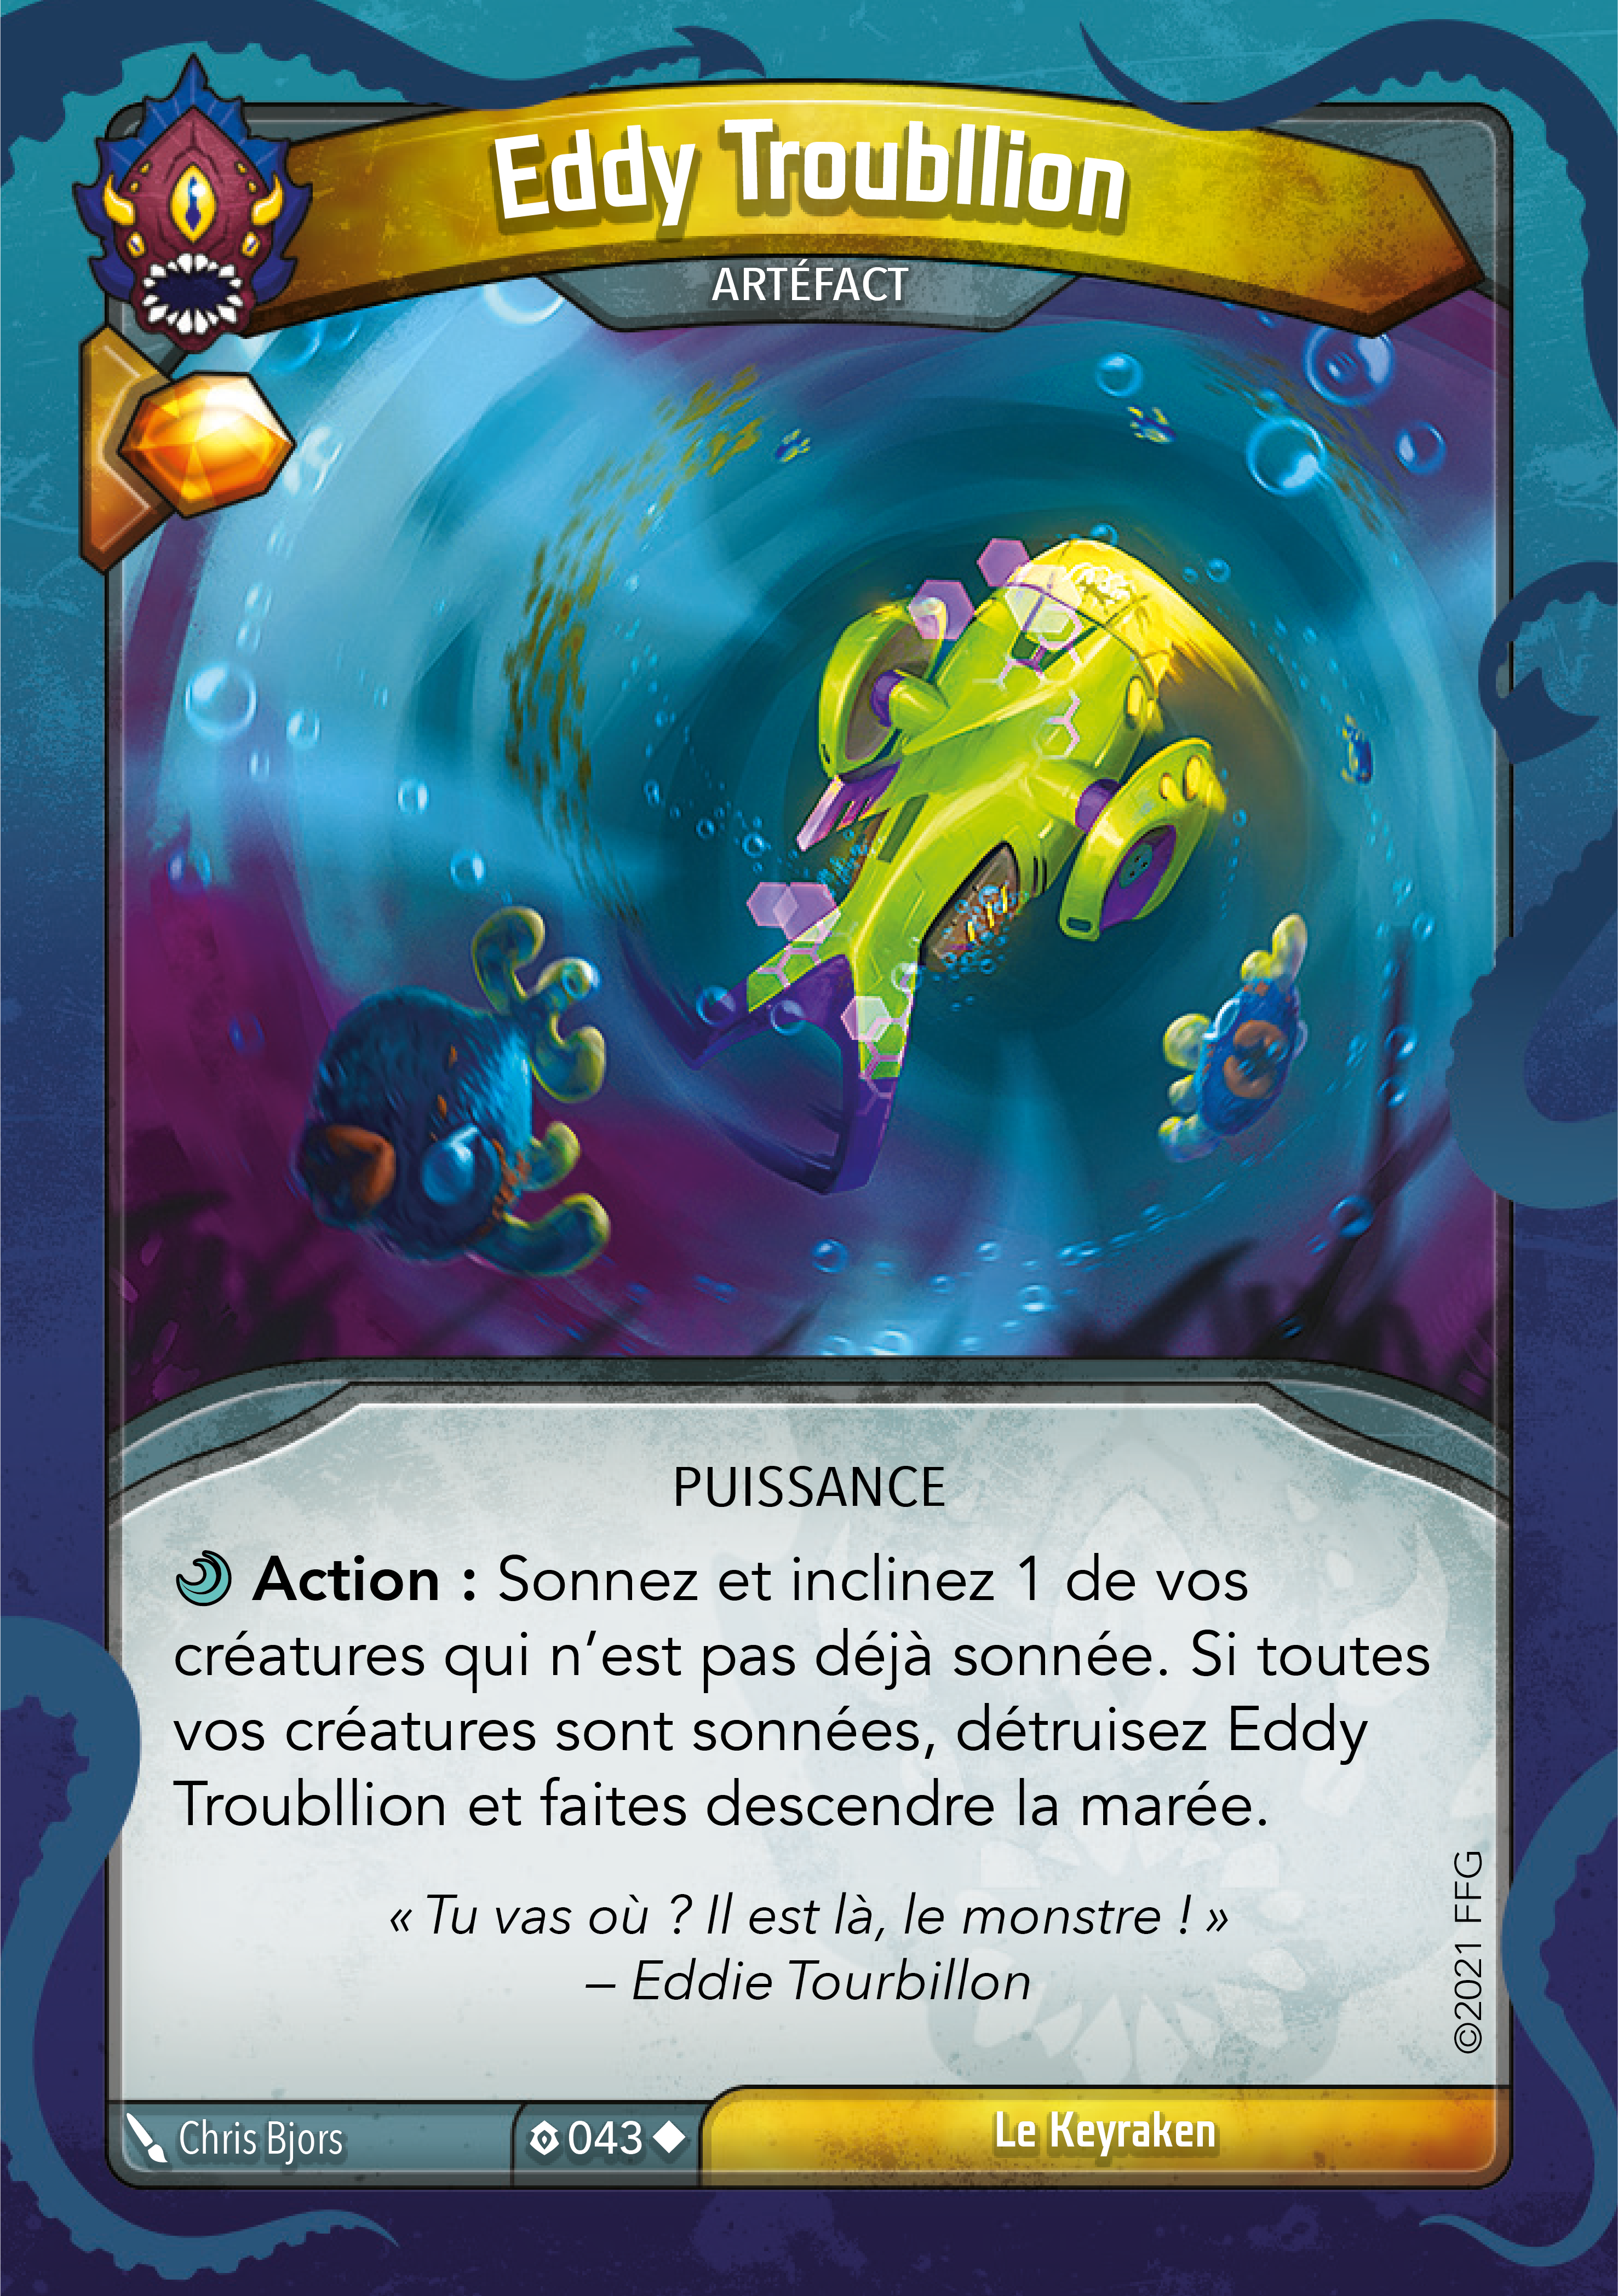 Eddy Troubllion
ARTÉFACT
PUISSANCE
Action : Sonnez et inclinez 1 de vos
créatures qui n’est pas déjà sonnée. Si toutes
vos créatures sont sonnées, détruisez Eddy
Troubllion et faites descendre la marée.
« Tu vas où ? Il est là, le monstre ! »
– Eddie Tourbillon
©2021 FFG
Chris Bjors
043
Le Keyraken